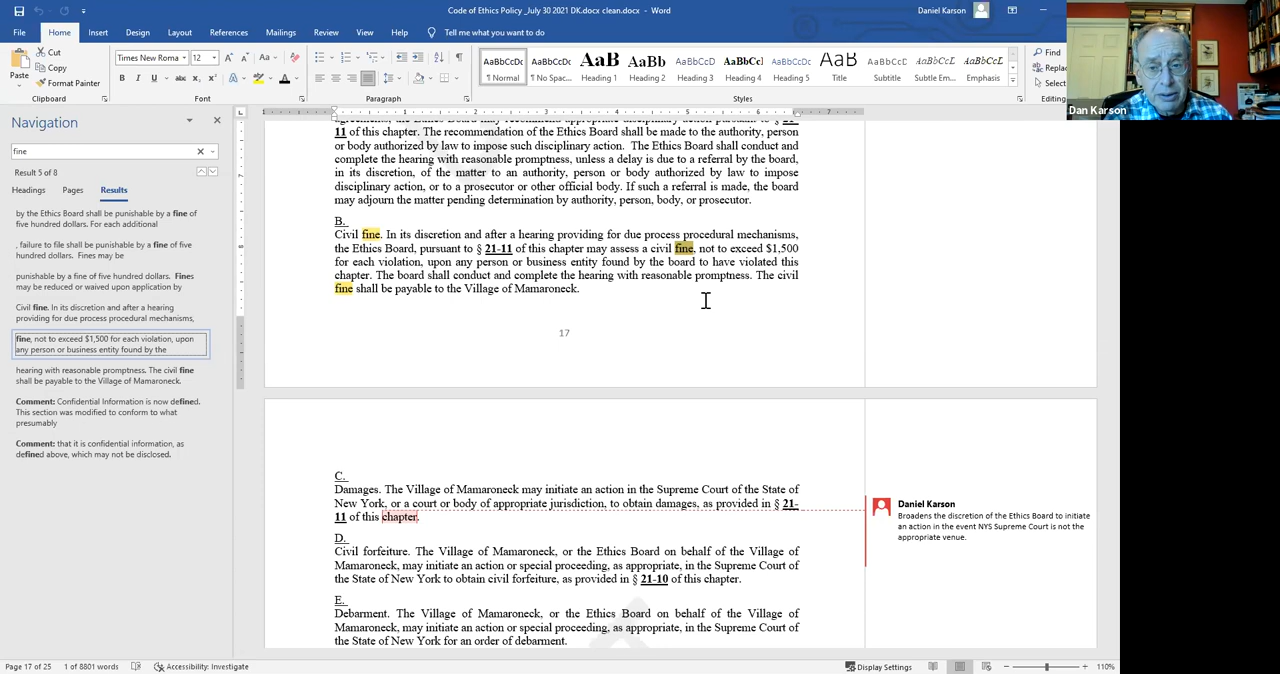 Code of Ethics Policy _July 30 2021 DK.docx clean.docx - Word
Daniel Karson
File Home Insert Draw Design Layout References Mailings Review View Help Tell me what you want to do
Paste
Cut
Copy
Format Painter
Clipboard
Times New Roma 12
B I U abc x₂ x² A A
Font
Paragraph
AaBbCcDc AaBbCcDc AaB AaBb AaBbCcD AaBbCc AaBbCcDc AaB AaBbCcD AaBbCcDc AaBbCcDc
¶ Normal ¶ No Spac... Heading 1 Heading 2 Heading 3 Heading 4 Heading 5 Title Subtitle Subtle Em... Emphasis
Styles
Find
Repla
Select
Editing
Dan Karson
Navigation
fine
Result 5 of 8
Headings Pages Results
by the Ethics Board shall be punishable by a fine of
five hundred dollars. For each additional
, failure to file shall be punishable by a fine of five
hundred dollars. Fines may be
punishable by a fine of five hundred dollars. Fines
may be reduced or waived upon application by
Civil fine. In its discretion and after a hearing
providing for due process procedural mechanisms,
fine, not to exceed $1,500 for each violation, upon
any person or business entity found by the
hearing with reasonable promptness. The civil fine
shall be payable to the Village of Mamaroneck.
Comment: Confidential Information is now defined.
This section was modified to conform to what
presumably
Comment: that it is confidential information, as
defined above, which may not be disclosed.
11 of this chapter. The recommendation of the Ethics Board shall be made to the authority, person
or body authorized by law to impose such disciplinary action. The Ethics Board shall conduct and
complete the hearing with reasonable promptness, unless a delay is due to a referral by the board,
in its discretion, of the matter to an authority, person or body authorized by law to impose
disciplinary action, or to a prosecutor or other official body. If such a referral is made, the board
may adjourn the matter pending determination by authority, person, body, or prosecutor.
B.
Civil fine. In its discretion and after a hearing providing for due process procedural mechanisms,
the Ethics Board, pursuant to § 21-11 of this chapter may assess a civil fine, not to exceed $1,500
for each violation, upon any person or business entity found by the board to have violated this
chapter. The board shall conduct and complete the hearing with reasonable promptness. The civil
fine shall be payable to the Village of Mamaroneck.
17
C.
Damages. The Village of Mamaroneck may initiate an action in the Supreme Court of the State of
New York, or a court or body of appropriate jurisdiction, to obtain damages, as provided in § 21-
11 of this chapter.
D.
Civil forfeiture. The Village of Mamaroneck, or the Ethics Board on behalf of the Village of
Mamaroneck, may initiate an action or special proceeding, as appropriate, in the Supreme Court of
the State of New York to obtain civil forfeiture, as provided in § 21-10 of this chapter.
E.
Debarment. The Village of Mamaroneck, or the Ethics Board on behalf of the Village of
Mamaroneck, may initiate an action or special proceeding, as appropriate, in the Supreme Court of
the State of New York for an order of debarment.
Daniel Karson
Broadens the discretion of the Ethics Board to initiate
an action in the event NYS Supreme Court is not the
appropriate venue.
Page 17 of 25 1 of 8801 words Accessibility: Investigate
Display Settings 110%